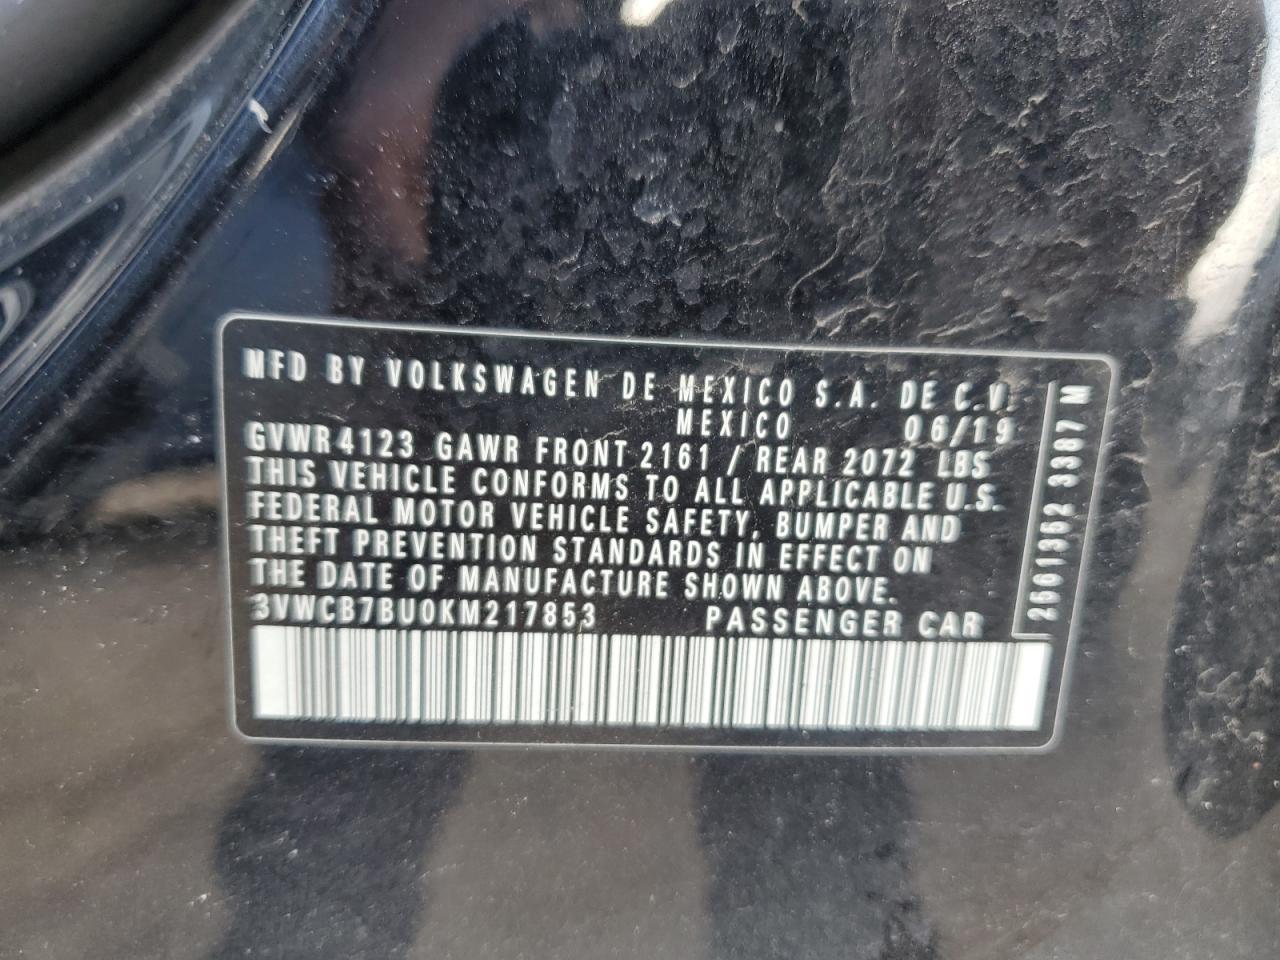 MFD BY VOLKSWAGEN DE MEXICO S.A. DE C.V.
MEXICO 06/19
GVWR 4123 GAWR FRONT 2161 / REAR 2072 LBS
THIS VEHICLE CONFORMS TO ALL APPLICABLE U.S.
FEDERAL MOTOR VEHICLE SAFETY, BUMPER AND
THEFT PREVENTION STANDARDS IN EFFECT ON
THE DATE OF MANUFACTURE SHOWN ABOVE.
3VWCB7BU0KM217853 PASSENGER CAR
2561352 3387 M